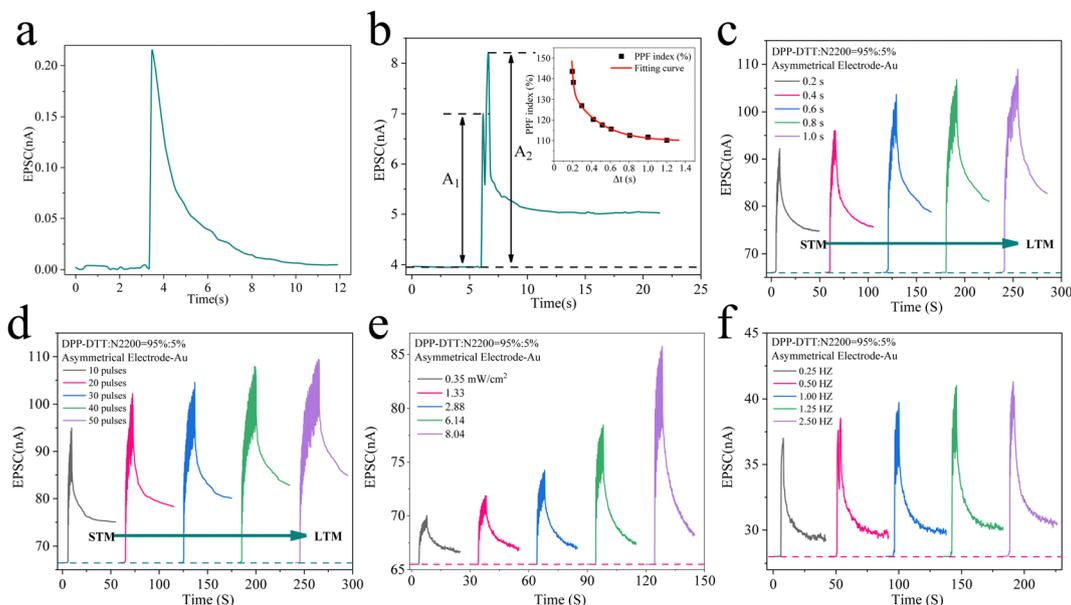 a
EPSC(nA)
0.20
0.15
0.10
0.05
0.00
0 2 4 6 8 10 12
Time(s)
b
EPSC(nA)
8
7
6
5
4
A1
A2
0 5 10 15 20 25
Time(s)
PPF index (%)
Fitting curve
PPF index (%)
150
140
130
120
110
0.0 0.2 0.4 0.6 0.8 1.0 1.2 1.4
Δt (s)
c
DPP-DTT:N2200=95%:5%
Asymmetrical Electrode-Au
0.2 s
0.4 s
0.6 s
0.8 s
1.0 s
EPSC(nA)
110
100
90
80
70
STM
LTM
0 50 100 150 200 250 300
Time (S)
d
DPP-DTT:N2200=95%:5%
Asymmetrical Electrode-Au
10 pulses
20 pulses
30 pulses
40 pulses
50 pulses
EPSC(nA)
110
100
90
80
70
STM
LTM
0 50 100 150 200 250 300
Time (S)
e
0.35 mW/cm²
1.33
2.88
6.14
8.04
EPSC(nA)
85
80
75
70
65
0 30 60 90 120 150
Time (S)
f
DPP-DTT:N2200=95%:5%
Asymmetrical Electrode-Au
0.25 HZ
0.50 HZ
1.00 HZ
1.25 HZ
2.50 HZ
EPSC(nA)
45
40
35
30
0 50 100 150 200
Time (S)